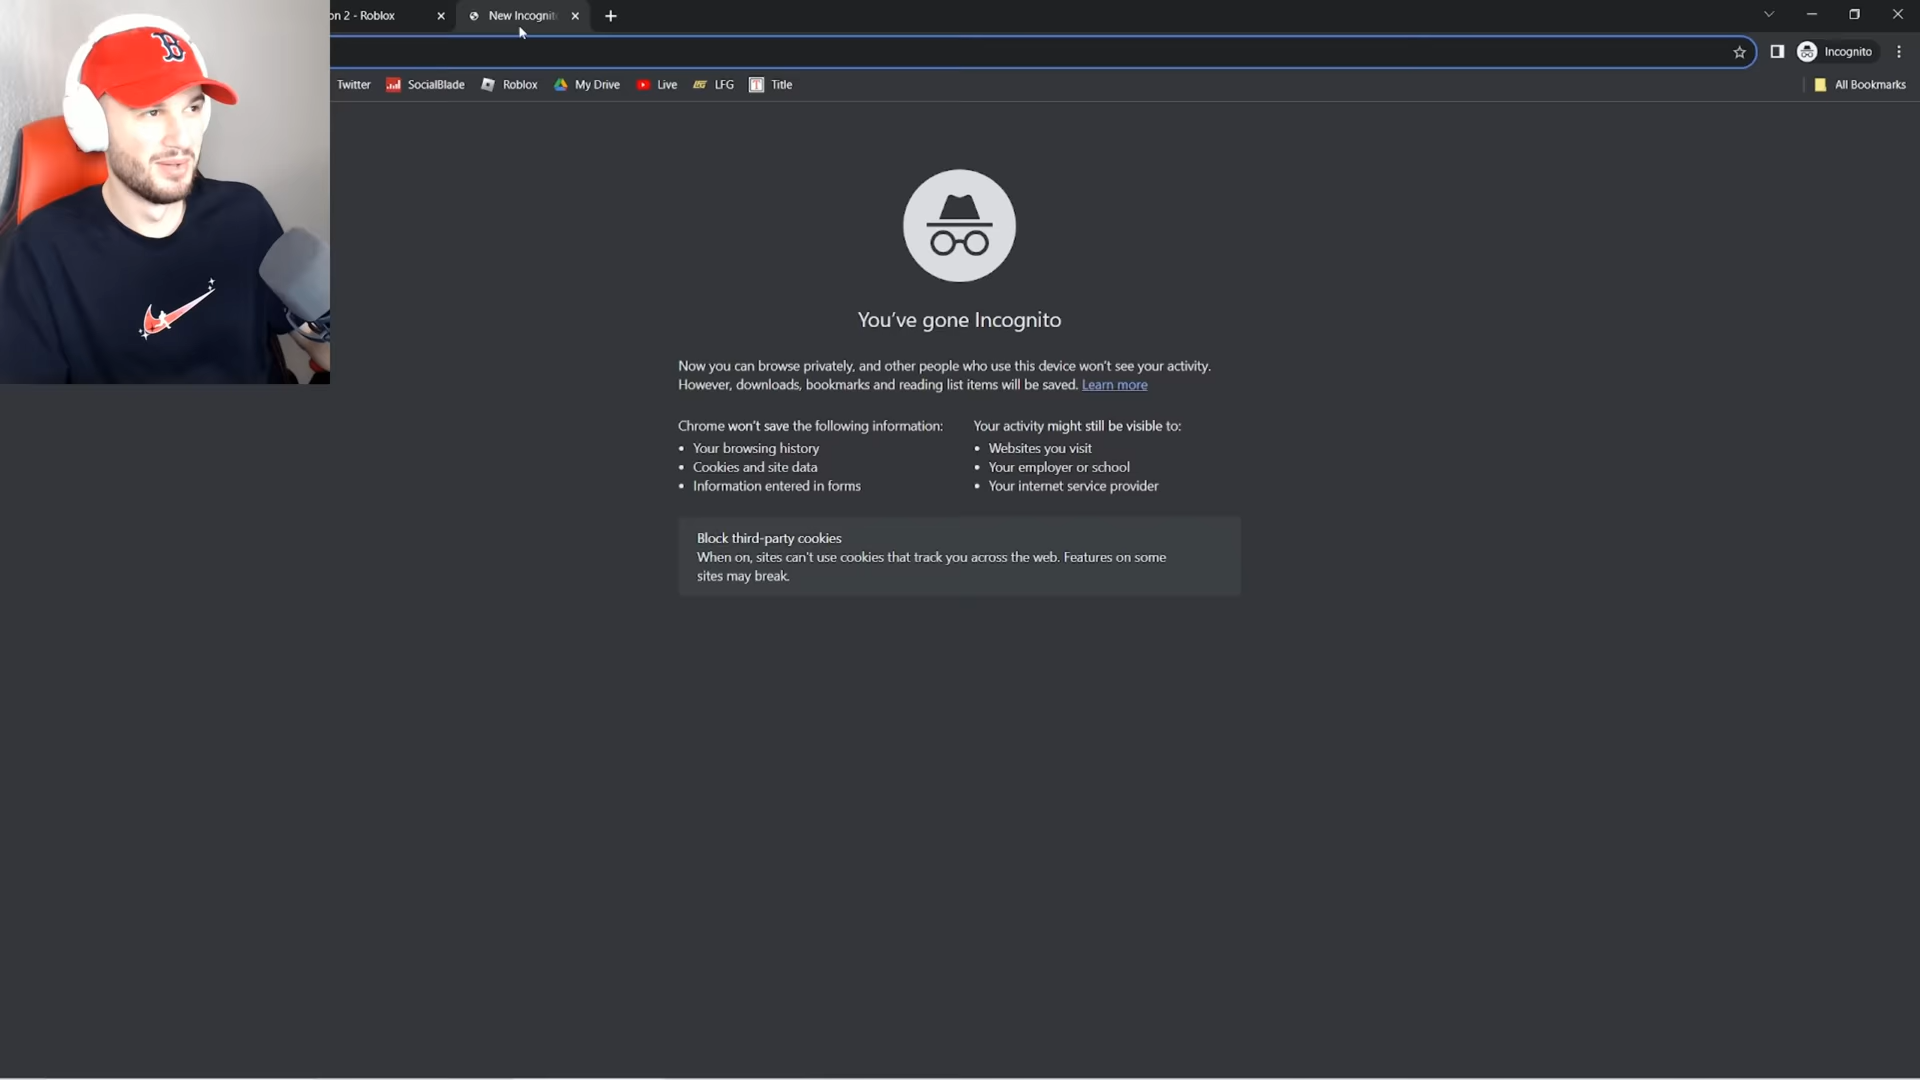 on 2 - Roblox
New Incognit
Incognito
Twitter
SocialBlade
Roblox
My Drive
Live
LFG
Title
All Bookmarks
B
You've gone Incognito
Now you can browse privately, and other people who use this device won't see your activity.
However, downloads, bookmarks and reading list items will be saved. Learn more
Chrome won't save the following information:
Your browsing history
Cookies and site data
Information entered in forms
Your activity might still be visible to:
Websites you visit
Your employer or school
Your internet service provider
Block third-party cookies
When on, sites can't use cookies that track you across the web. Features on some
sites may break.